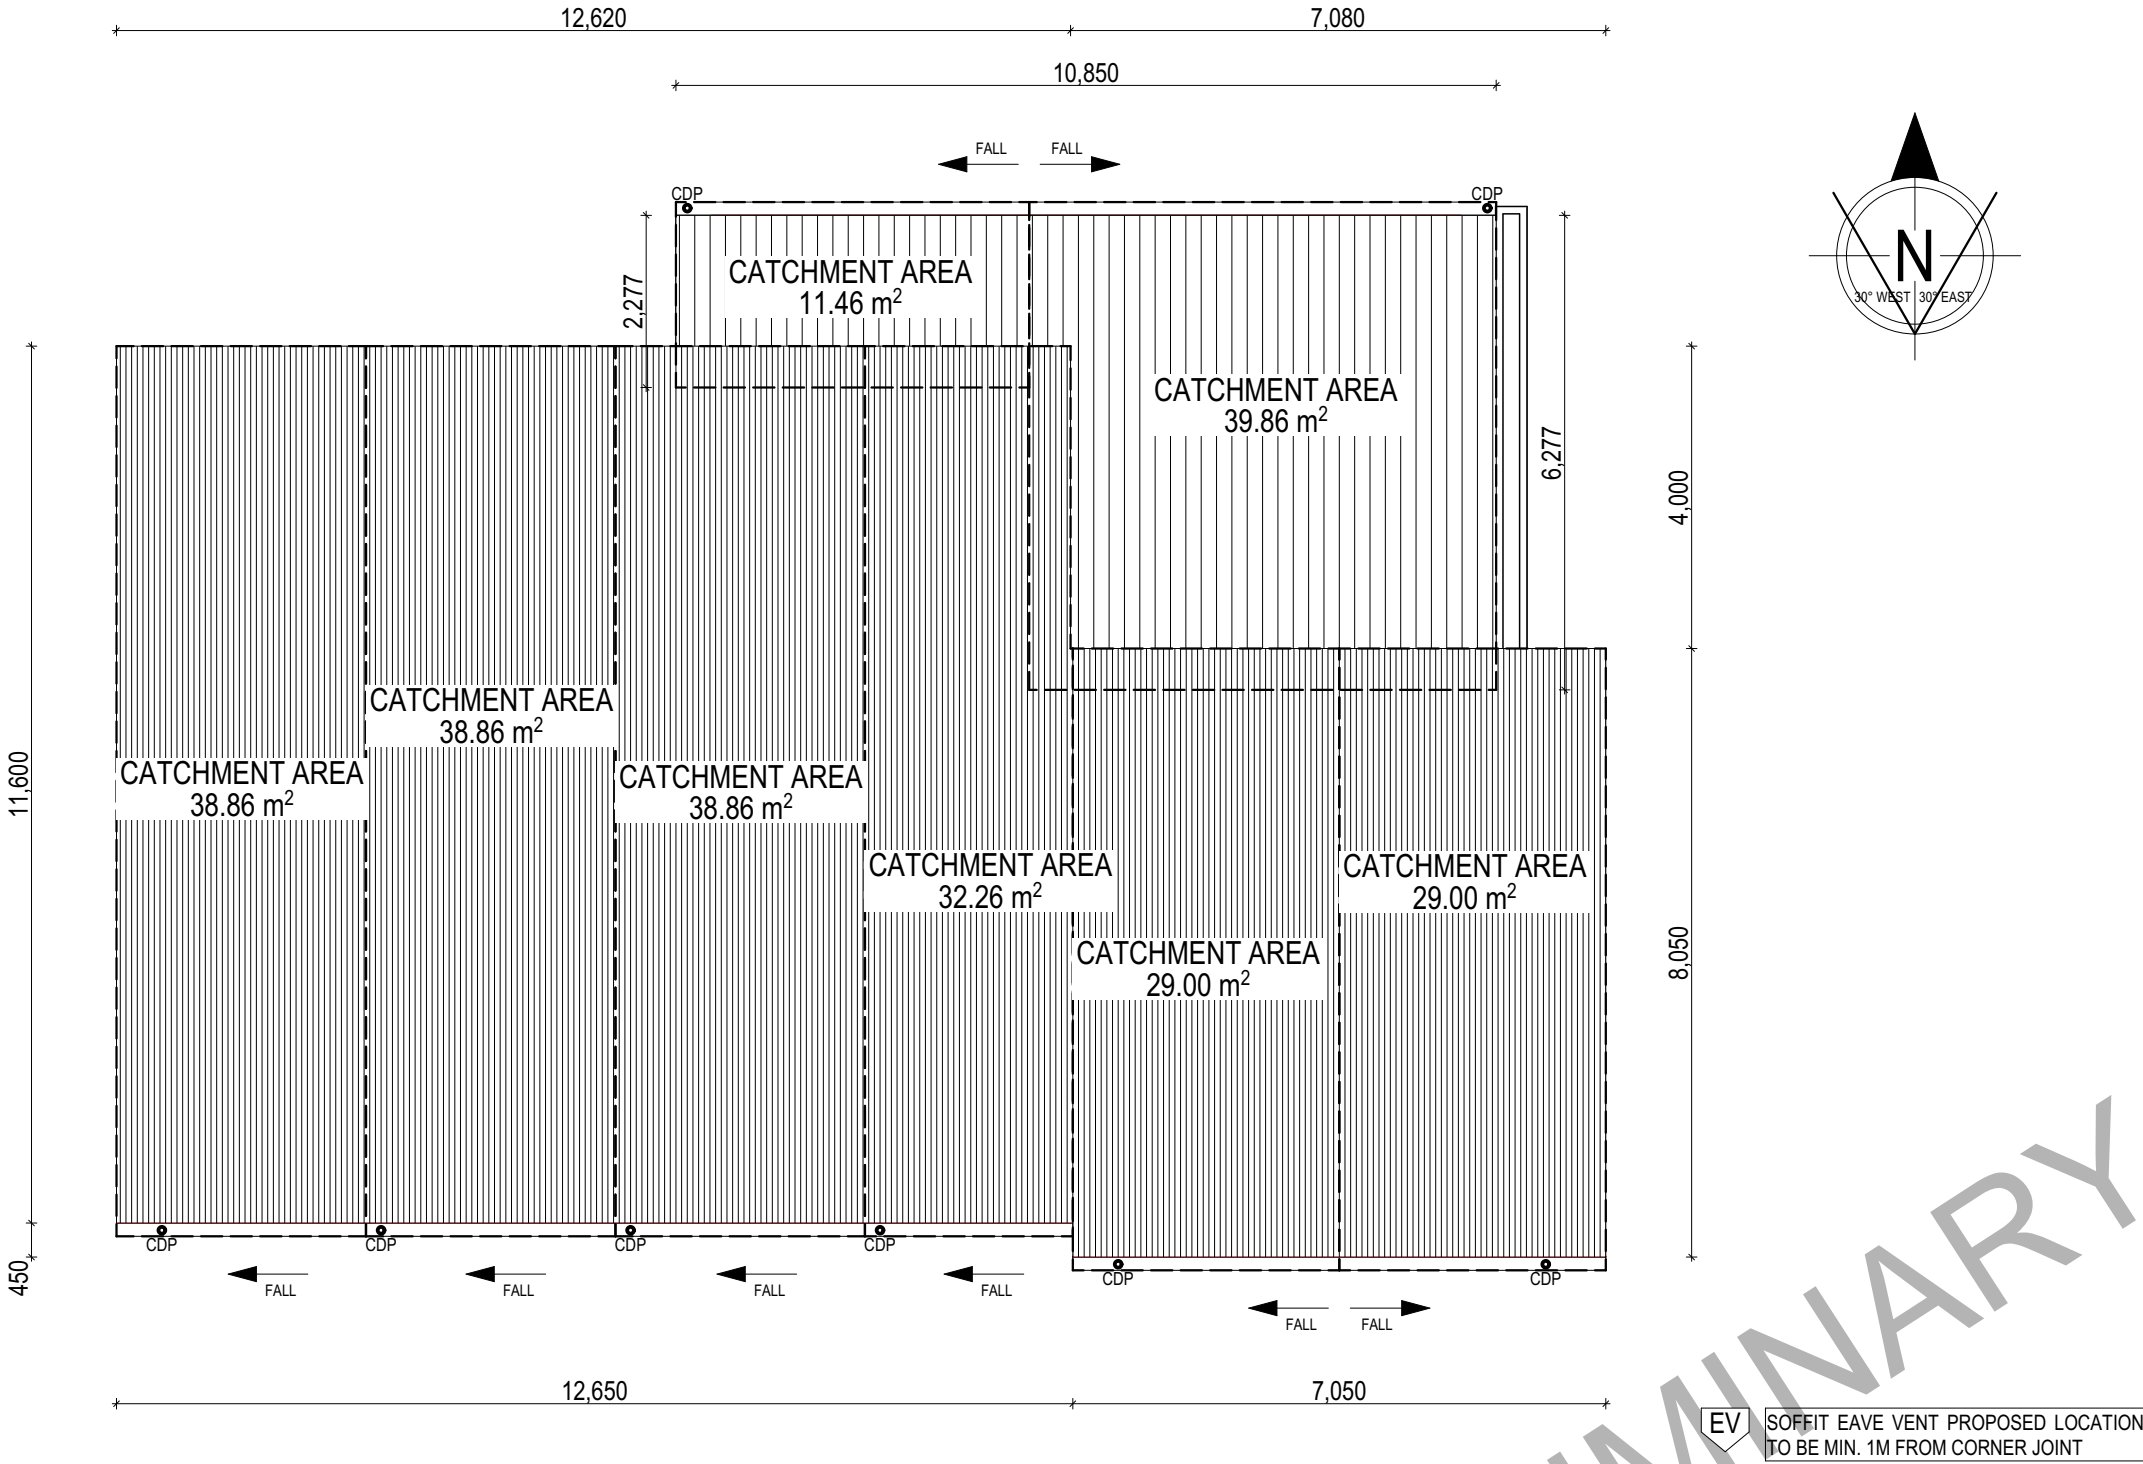 12,620
7,080
10,850
FALL
FALL
CDP
CDP
CATCHMENT AREA
11.46 m²
2,277
N
30° WEST
30° EAST
CATCHMENT AREA
39.86 m²
6,277
4,000
CATCHMENT AREA
38.86 m²
CATCHMENT AREA
38.86 m²
CATCHMENT AREA
38.86 m²
11,600
CATCHMENT AREA
32.26 m²
CATCHMENT AREA
29.00 m²
CATCHMENT AREA
29.00 m²
8,050
CDP
CDP
CDP
CDP
CDP
CDP
450
FALL
FALL
FALL
FALL
FALL
FALL
12,650
7,050
EV
SOFFIT EAVE VENT PROPOSED LOCATION
TO BE MIN. 1M FROM CORNER JOINT
IMINARY